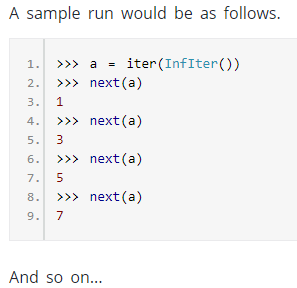 A sample run would be as follows.
1. >>> a = iter(InfIter())
2. >>> next(a)
3. 1
4. >>> next(a)
5. 3
6. >>> next(a)
7. 5
8. >>> next(a)
9. 7
And so on...